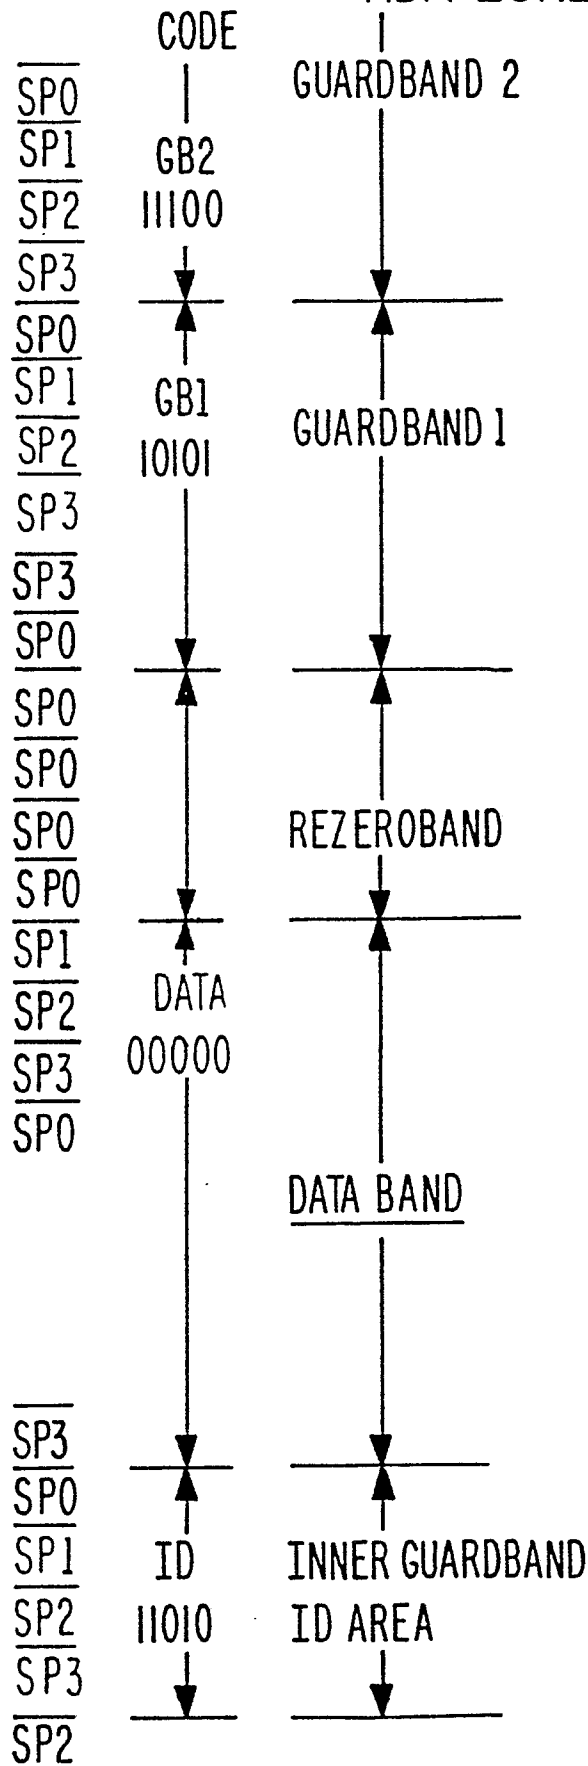 CODE
SP0
SP1
SP2
SP3
SP0
SP1
SP2
SP3
SP3
SP0
SP0
SP0
SP0
SP0
SP1
SP2
SP3
SP0
SP3
SP0
SP1
SP2
SP3
SP2
GB2
11100
GB1
10101
DATA
00000
ID
11010
GUARDBAND 2
GUARDBAND 1
REZEROBAND
DATA BAND
INNER GUARDBAND
ID AREA